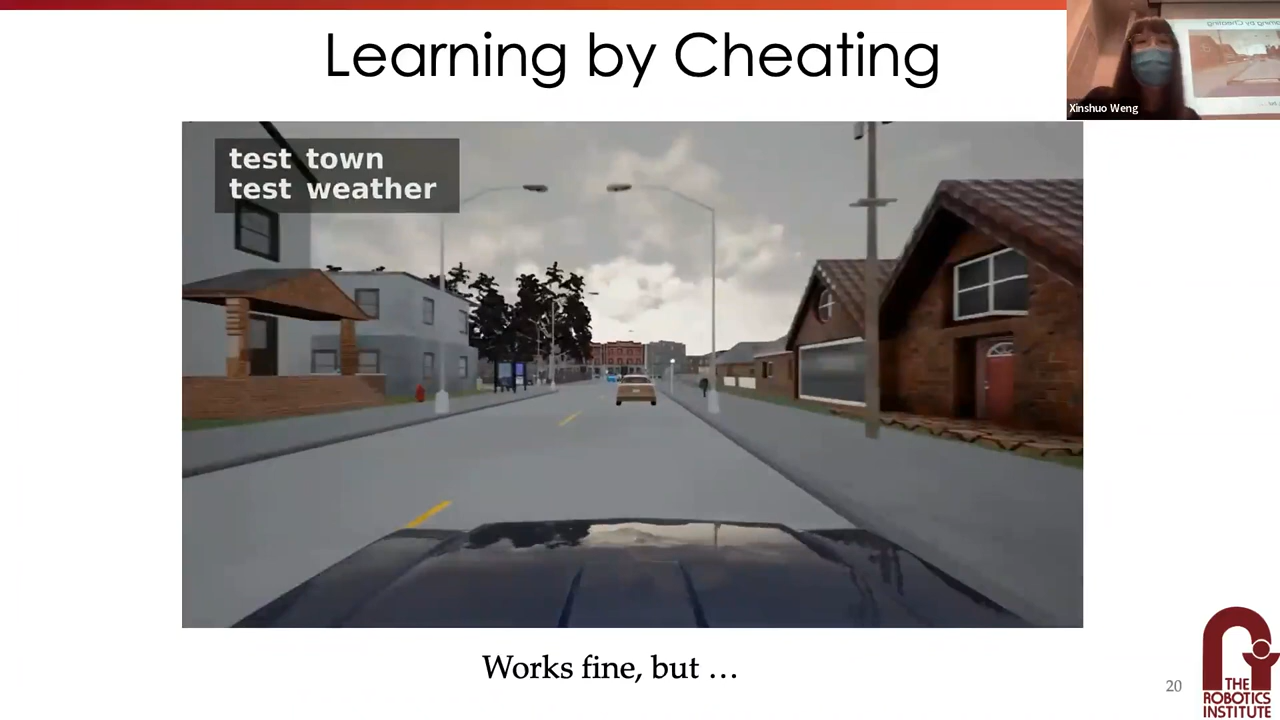 Learning by Cheating
Xinshuo Weng
test town
test weather
Works fine, but …
20
THE
ROBOTICS
INSTITUTE